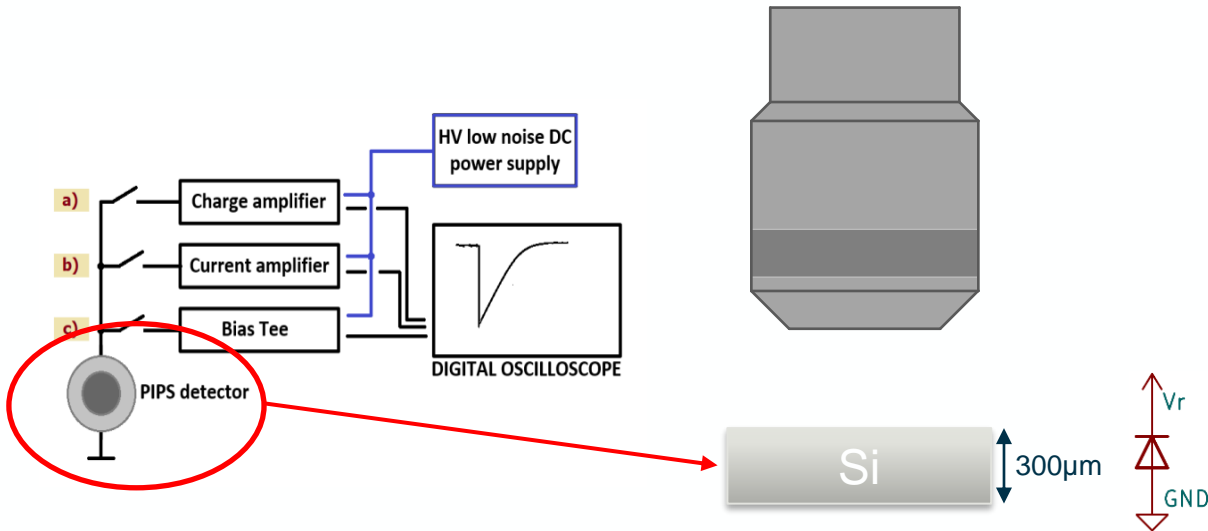 HV low noise DC
power supply
a)
Charge amplifier
b)
Current amplifier
c)
Bias Tee
DIGITAL OSCILLOSCOPE
PIPS detector
Si
300µm
Vr
GND